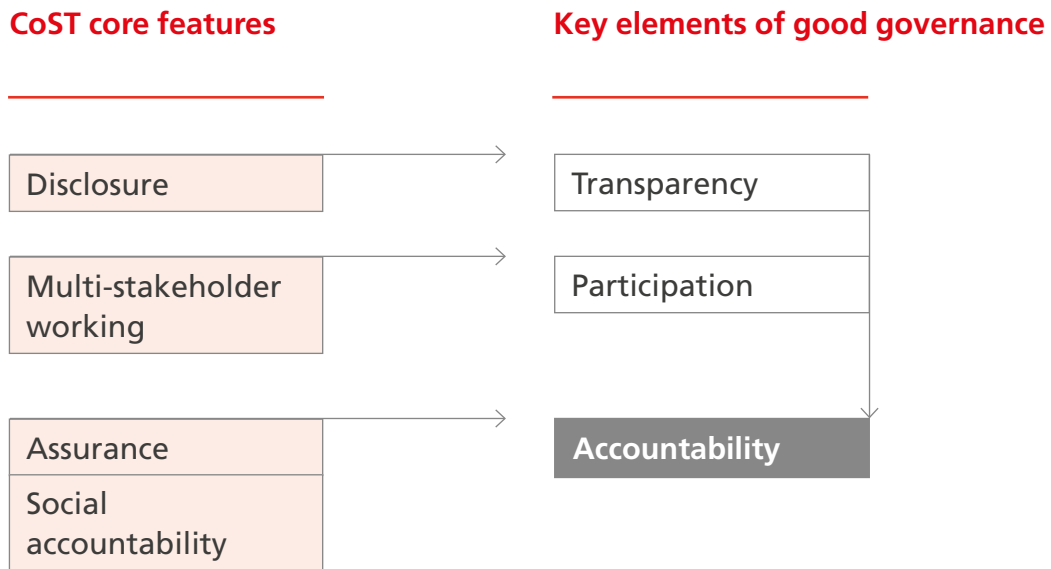 CoST core features
Key elements of good governance
Disclosure
Transparency
Multi-stakeholder
working
Participation
Assurance
Accountability
Social
accountability